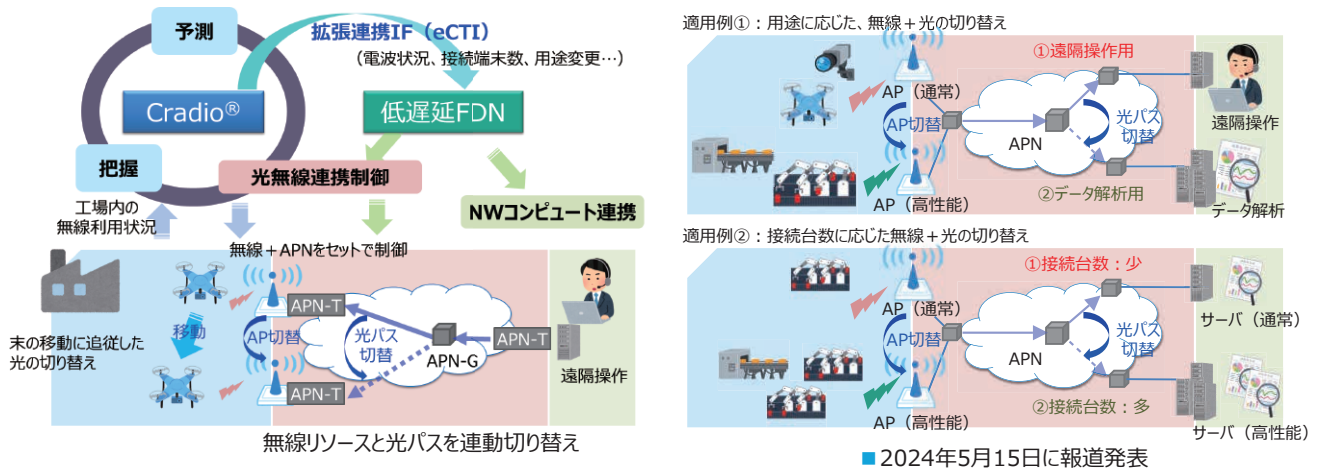 予測
拡張連携IF（eCTI）
（電波状況、接続端末数、用途変更…）
Cradio®
低遅延FDN
把握
光無線連携制御
NWコンピュート連携
工場内の
無線利用状況
無線＋APNをセットで制御
APN-T
移動
AP切替
光パス
切替
APN-G
APN-T
末の移動に追従した
光の切り替え
APN-T
遠隔操作
無線リソースと光パスを連動切り替え
適用例①：用途に応じた、無線＋光の切り替え
①遠隔操作用
AP（通常）
AP切替
APN
光パス
切替
遠隔操作
②データ解析用
AP（高性能）
データ解析
適用例②：接続台数に応じた無線＋光の切り替え
①接続台数：少
AP（通常）
AP切替
APN
光パス
切替
サーバ（通常）
②接続台数：多
AP（高性能）
サーバ（高性能）
■2024年5月15日に報道発表